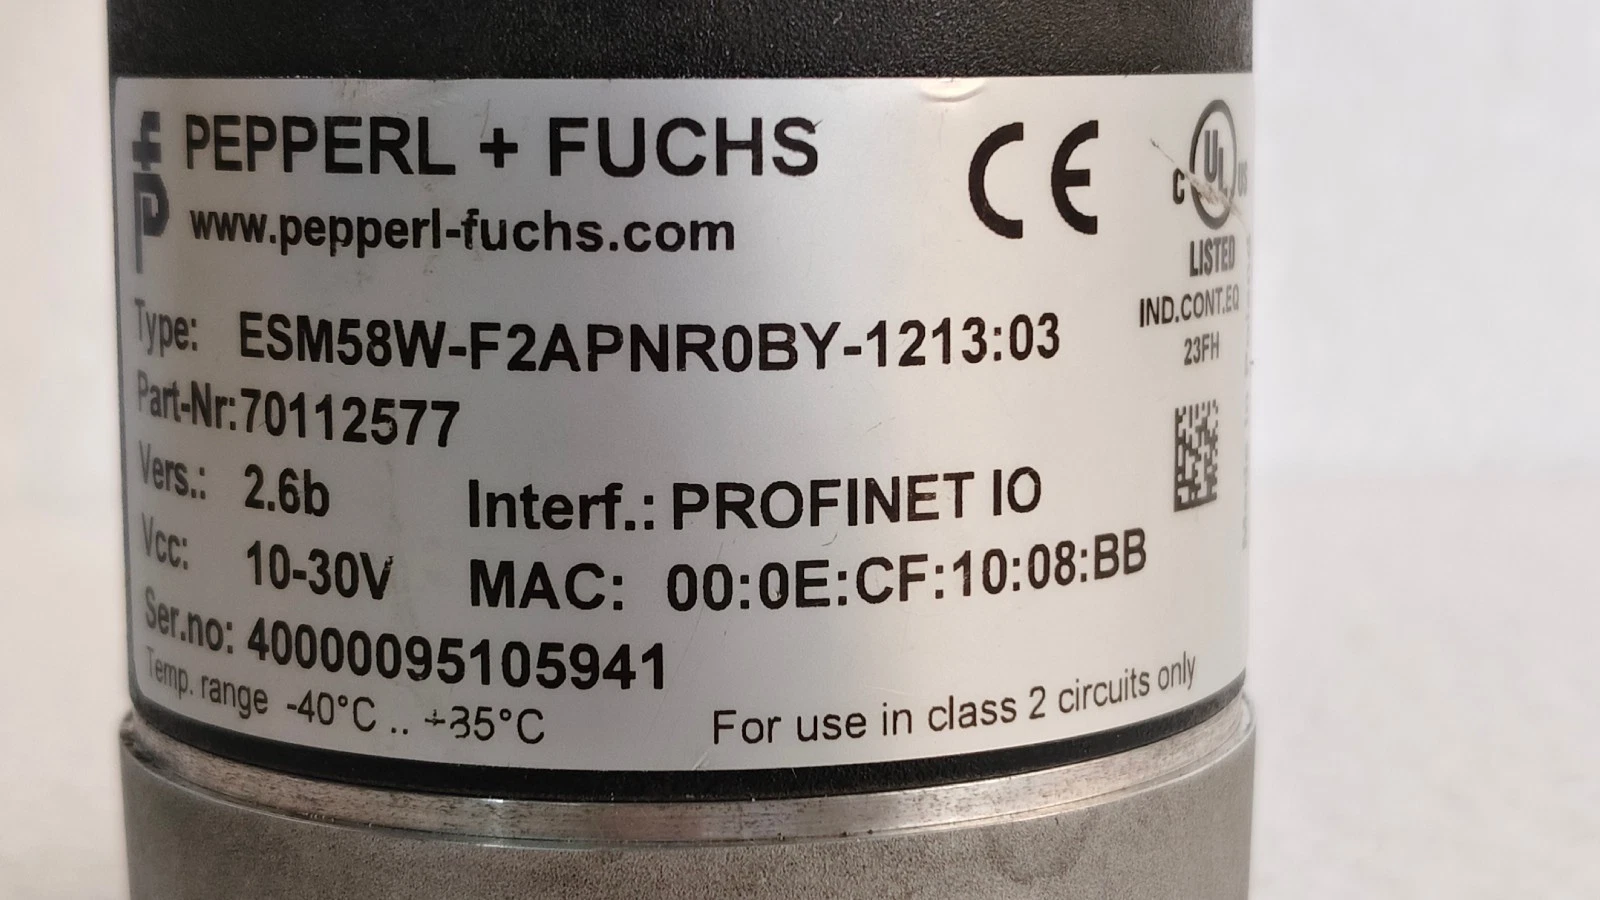 PEPPERL + FUCHS
www.pepperl-fuchs.com
CE
C UL US
LISTED
IND.CONT.EQ
23FH
Type: ESM58W-F2APNR0BY-1213:03
Part-Nr:70112577
Vers.: 2.6b Interf.: PROFINET IO
Vcc: 10-30V MAC: 00:0E:CF:10:08:BB
Ser.no: 40000095105941
Temp. range -40°C .. +85°C For use in class 2 circuits only